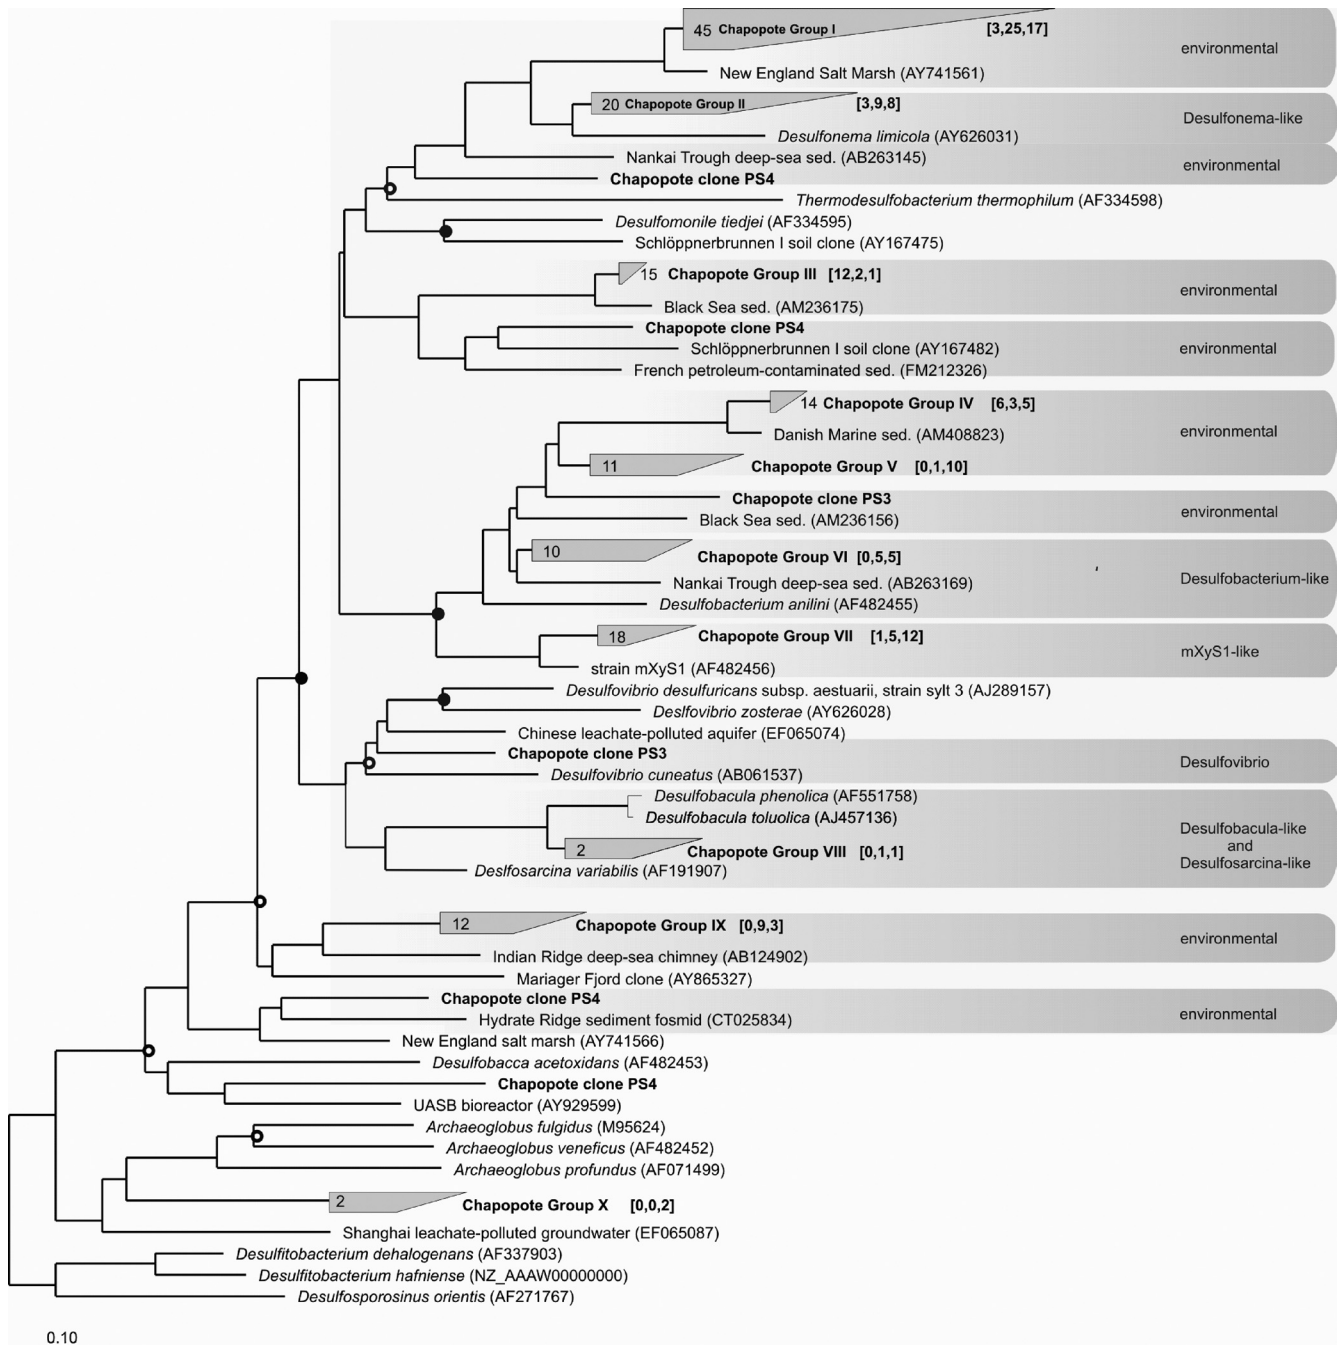 45 Chapopote Group I [3,25,17]
environmental
New England Salt Marsh (AY741561)
20 Chapopote Group II [3,9,8]
Desulfonema-like
Desulfonema limicola (AY626031)
Nankai Trough deep-sea sed. (AB263145)
environmental
Chapopote clone PS4
Thermodesulfobacterium thermophilum (AF334598)
Desulfomonile tiedjei (AF334595)
Schlöppnerbrunnen I soil clone (AY167475)
15 Chapopote Group III [12,2,1]
environmental
Black Sea sed. (AM236175)
Chapopote clone PS4
Schlöppnerbrunnen I soil clone (AY167482)
environmental
French petroleum-contaminated sed. (FM212326)
14 Chapopote Group IV [6,3,5]
environmental
Danish Marine sed. (AM408823)
11 Chapopote Group V [0,1,10]
Chapopote clone PS3
environmental
Black Sea sed. (AM236156)
10 Chapopote Group VI [0,5,5]
Desulfobacterium-like
Nankai Trough deep-sea sed. (AB263169)
Desulfobacterium anilini (AF482455)
18 Chapopote Group VII [1,5,12]
mXyS1-like
strain mXyS1 (AF482456)
Desulfovibrio desulfuricans subsp. aestuarii, strain sylt 3 (AJ289157)
Deslfovibrio zosterae (AY626028)
Chinese leachate-polluted aquifer (EF065074)
Chapopote clone PS3
Desulfovibrio
Desulfovibrio cuneatus (AB061537)
Desulfobacula phenolica (AF551758)
Desulfobacula toluolica (AJ457136)
Desulfobacula-like
and
Desulfosarcina-like
2 Chapopote Group VIII [0,1,1]
Deslfosarcina variabilis (AF191907)
12 Chapopote Group IX [0,9,3]
environmental
Indian Ridge deep-sea chimney (AB124902)
Mariager Fjord clone (AY865327)
Chapopote clone PS4
environmental
Hydrate Ridge sediment fosmid (CT025834)
New England salt marsh (AY741566)
Desulfobacca acetoxidans (AF482453)
Chapopote clone PS4
UASB bioreactor (AY929599)
Archaeoglobus fulgidus (M95624)
Archaeoglobus veneficus (AF482452)
Archaeoglobus profundus (AF071499)
2 Chapopote Group X [0,0,2]
Shanghai leachate-polluted groundwater (EF065087)
Desulfitobacterium dehalogenans (AF337903)
Desulfitobacterium hafniense (NZ_AAAW00000000)
Desulfosporosinus orientis (AF271767)
0.10